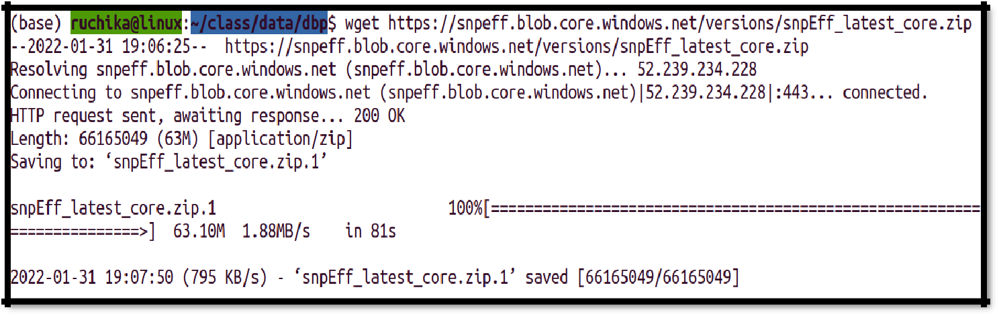 (base) ruchika@linux:~/class/data/dbp$ wget https://snpeff.blob.core.windows.net/versions/snpEff_latest_core.zip
--2022-01-31 19:06:25--  https://snpeff.blob.core.windows.net/versions/snpEff_latest_core.zip
Resolving snpeff.blob.core.windows.net (snpeff.blob.core.windows.net)... 52.239.234.228
Connecting to snpeff.blob.core.windows.net (snpeff.blob.core.windows.net)|52.239.234.228|:443... connected.
HTTP request sent, awaiting response... 200 OK
Length: 66165049 (63M) [application/zip]
Saving to: ‘snpEff_latest_core.zip.1’
snpEff_latest_core.zip.1                           100%[=========================================================
===============>]  63.10M  1.88MB/s    in 81s
2022-01-31 19:07:50 (795 KB/s) - ‘snpEff_latest_core.zip.1’ saved [66165049/66165049]